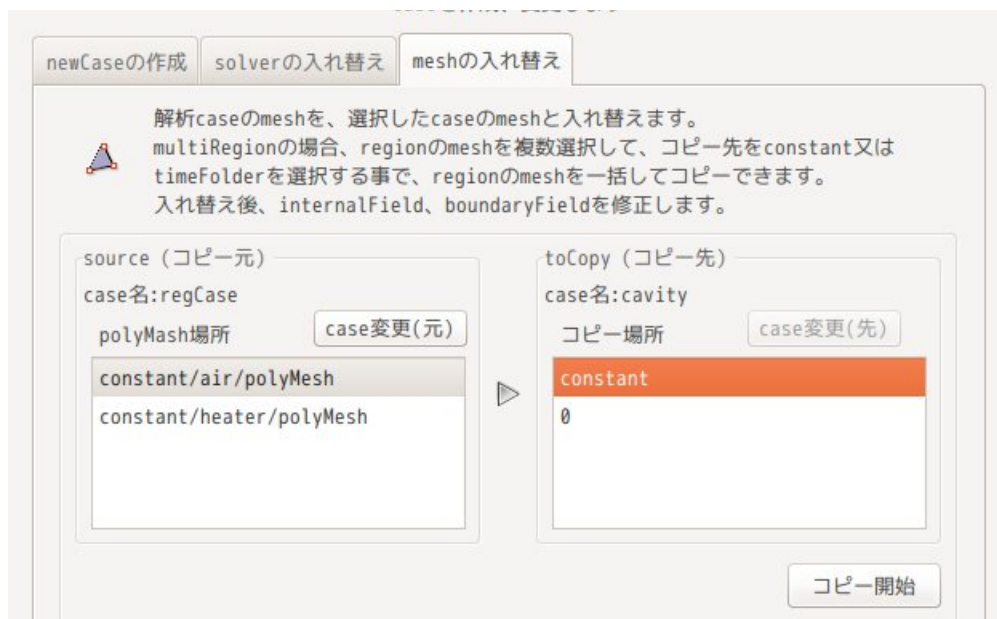 newCaseの作成 solverの入れ替え meshの入れ替え
解析caseのmeshを、選択したcaseのmeshと入れ替えます。
multiRegionの場合、regionのmeshを複数選択して、コピー先をconstant又は
timeFolderを選択する事で、regionのmeshを一括してコピーできます。
入れ替え後、internalField、boundaryFieldを修正します。
source (コピー元)
case名:regCase
polyMash場所 case変更(元)
constant/air/polyMesh
constant/heater/polyMesh
toCopy (コピー先)
case名:cavity
コピー場所 case変更(先)
constant
0
コピー開始